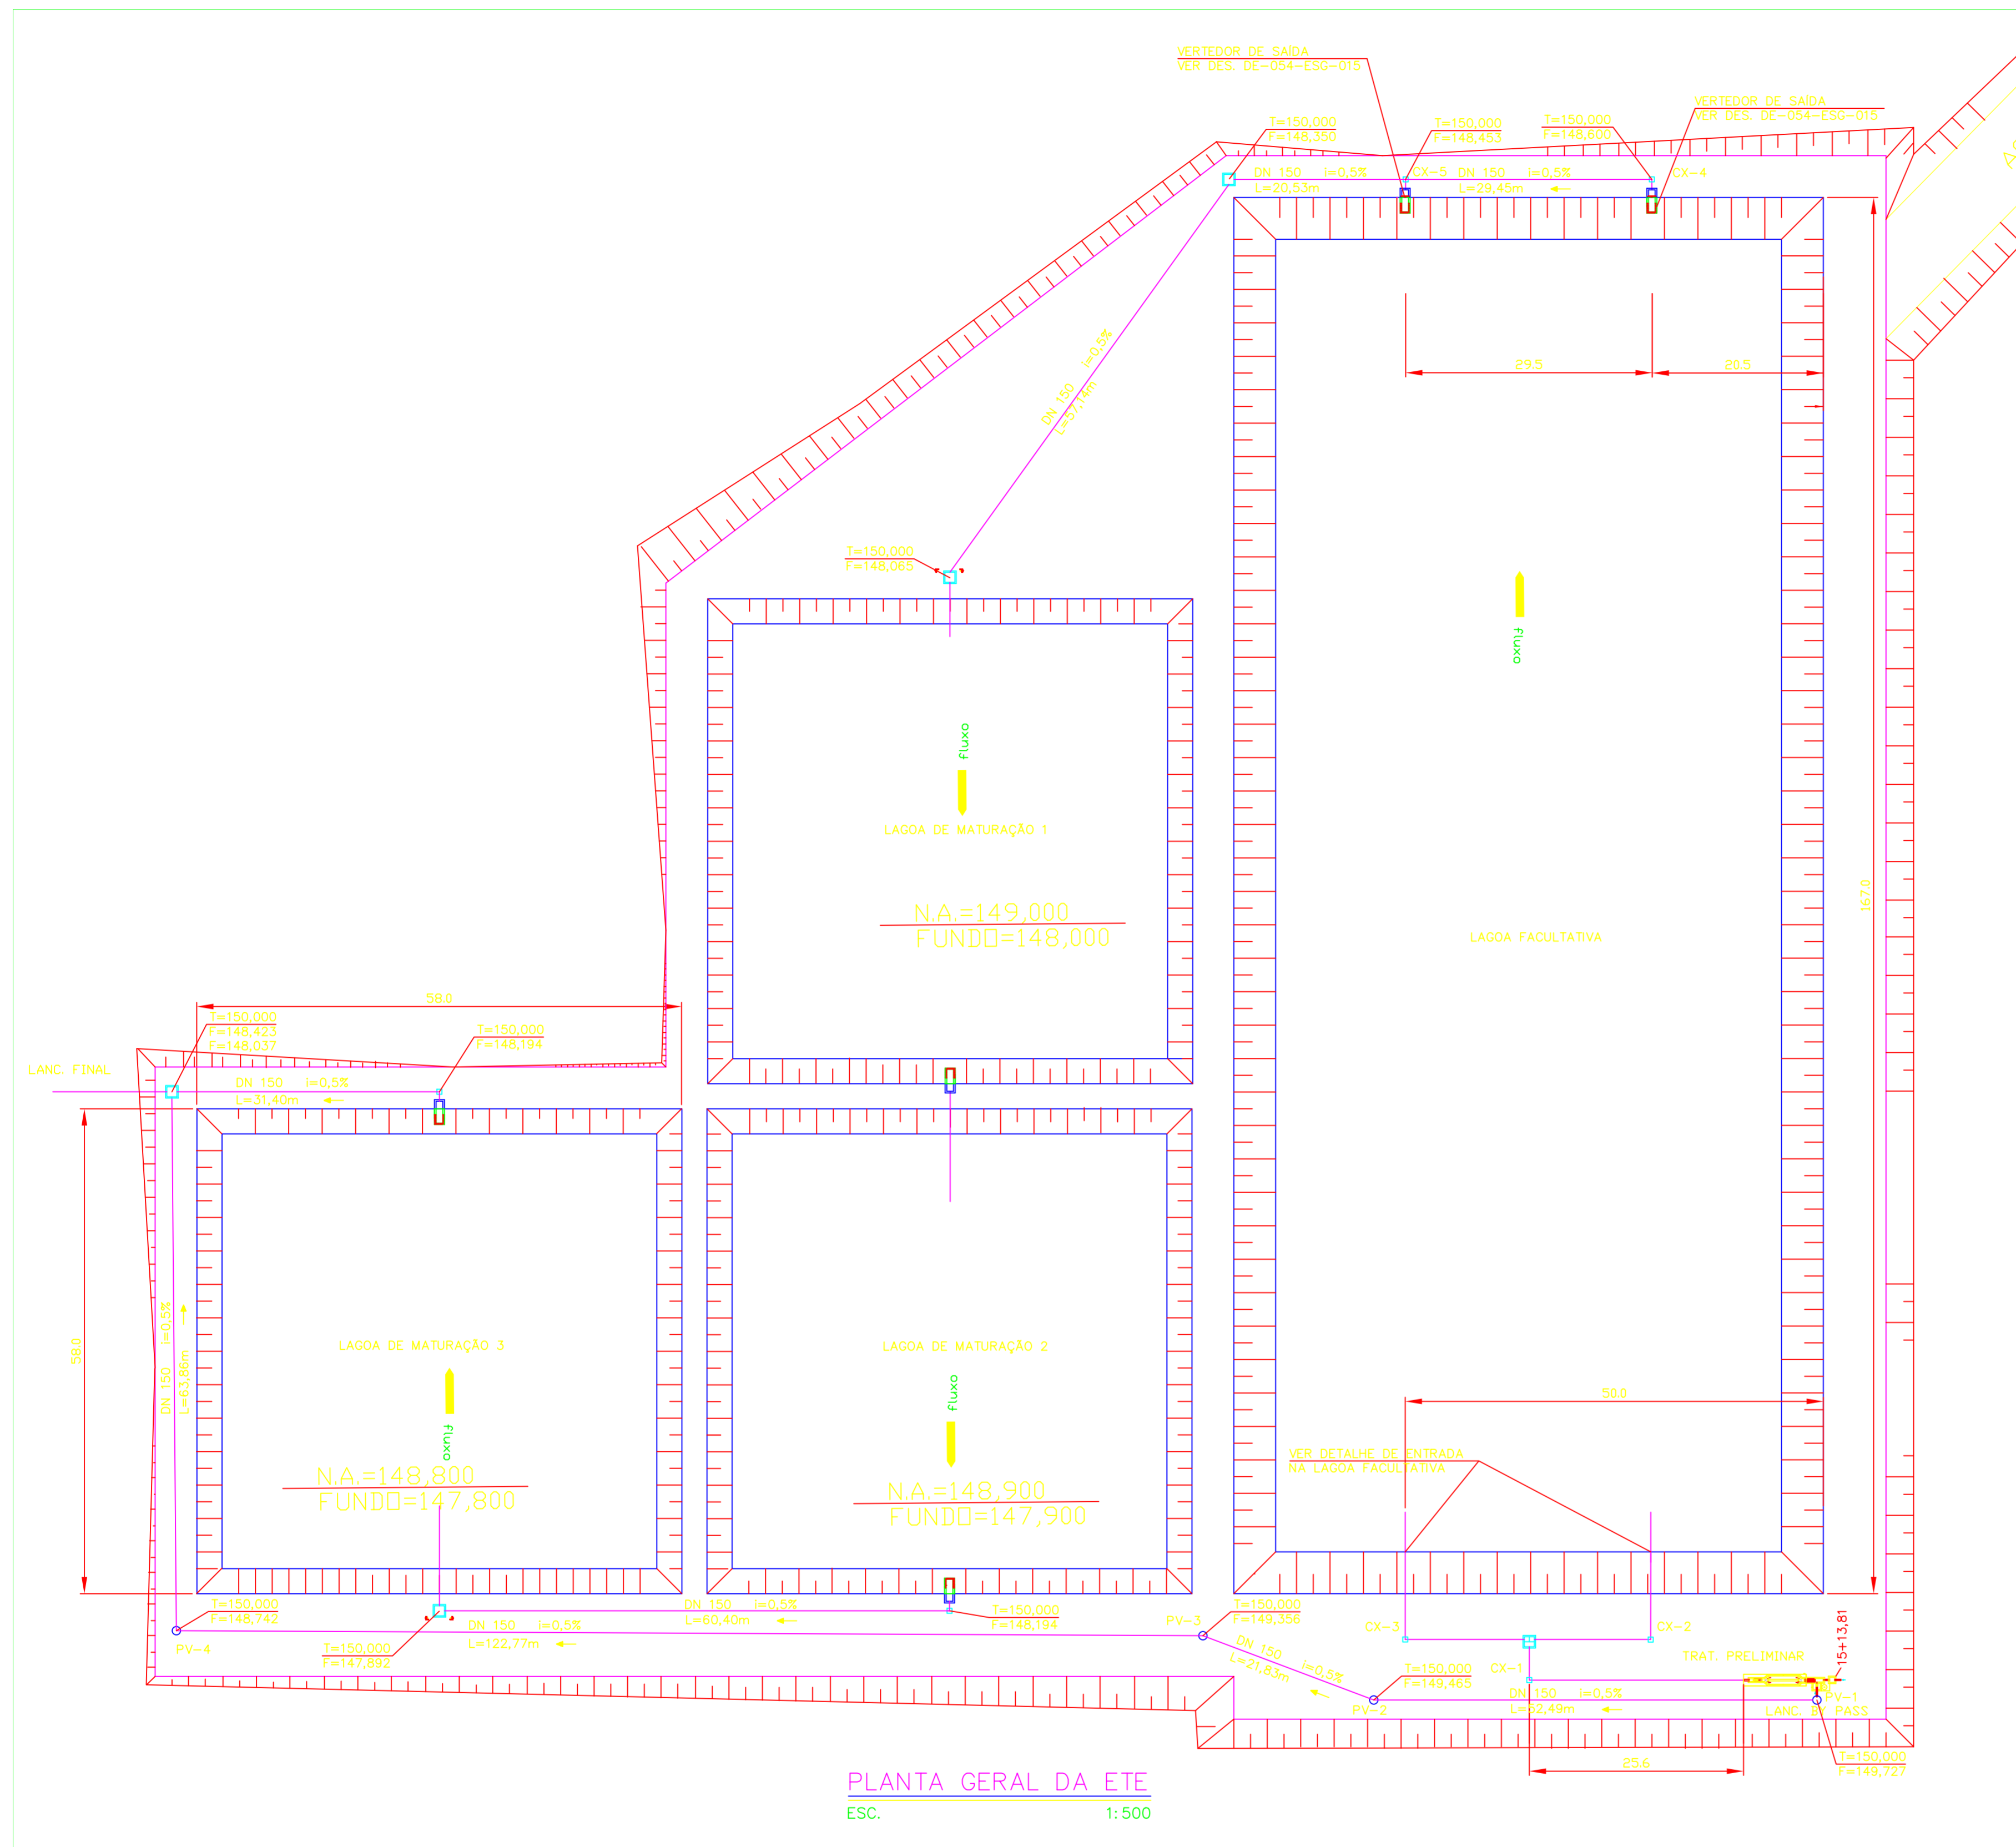 VERTEDOR DE SAÍDA
VER DES. DE-054-ESG-015
VERTEDOR DE SAÍDA
VER DES. DE-054-ESG-015
T=150,000
F=148,350
T=150,000
F=148,453
T=150,000
F=148,600
DN 150 i=0,5%
L=20,53m
CX-5
DN 150 i=0,5%
L=29,45m
CX-4
DN 150 i=0,5%
L=57,14m
29.5
20.5
T=150,000
F=148,065
fluxo
fluxo
LAGOA DE MATURAÇÃO 1
N.A.=149,000
FUNDO=148,000
LAGOA FACULTATIVA
167.0
58.0
T=150,000
F=148,423
F=148,037
T=150,000
F=148,194
LANC. FINAL
DN 150 i=0,5%
L=31,40m
58.0
DN 150 i=0,5%
L=63,86m
LAGOA DE MATURAÇÃO 3
fluxo
N.A.=148,800
FUNDO=147,800
LAGOA DE MATURAÇÃO 2
fluxo
N.A.=148,900
FUNDO=147,900
50.0
VER DETALHE DE ENTRADA
NA LAGOA FACULTATIVA
T=150,000
F=148,742
PV-4
T=150,000
F=147,892
DN 150 i=0,5%
L=60,40m
DN 150 i=0,5%
L=122,77m
T=150,000
F=148,194
PV-3
T=150,000
F=149,356
DN 150 i=0,5%
L=21,83m
CX-3
CX-2
CX-1
TRAT. PRELIMINAR
15+13,81
T=150,000
F=149,465
PV-2
DN 150 i=0,5%
L=52,49m
PV-1
LANC. BY PASS
25.6
T=150,000
F=149,727
PLANTA GERAL DA ETE
ESC. 1:500